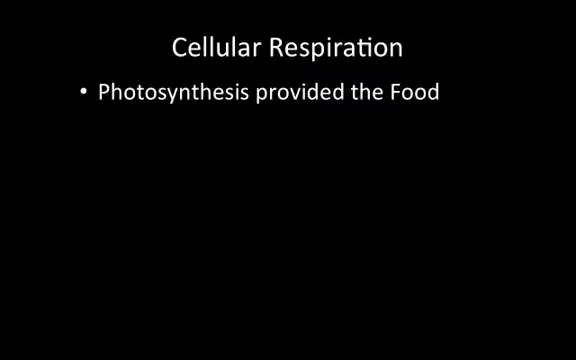 Cellular Respiration
• Photosynthesis provided the Food